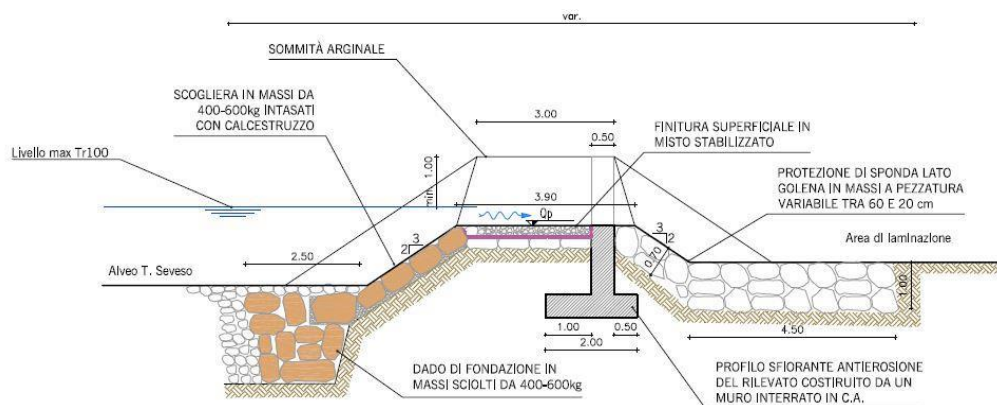 var.
SOMMITÀ ARGINALE
SCOGLIERA IN MASSI DA
400-600kg INTASATI
CON CALCESTRUZZO
3.00
0.50
FINITURA SUPERFICIALE IN
MISTO STABILIZZATO
Livello max Tr100
min. 1.00
PROTEZIONE DI SPONDA LATO
GOLENA IN MASSI A PEZZATURA
VARIABILE TRA 60 E 20 cm
3.90
Qp
3
2
3
2
0.70
Area di laminazione
2.50
Alveo T. Seveso
1.00
1.00
0.50
2.00
4.50
DADO DI FONDAZIONE IN
MASSI SCIOLTI DA 400-600kg
PROFILO SFIORANTE ANTIEROSIONE
DEL RILEVATO COSTRUITO DA UN
MURO INTERRATO IN C.A.